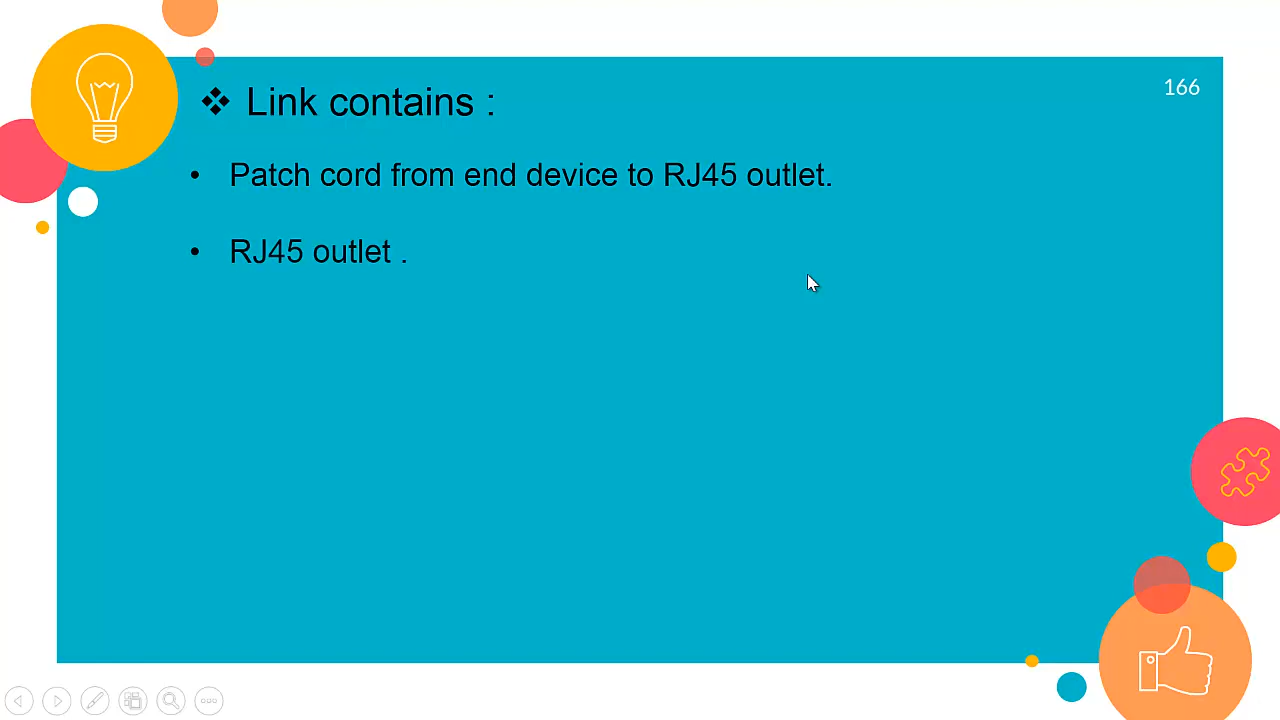 166
❖ Link contains :
• Patch cord from end device to RJ45 outlet.
• RJ45 outlet .